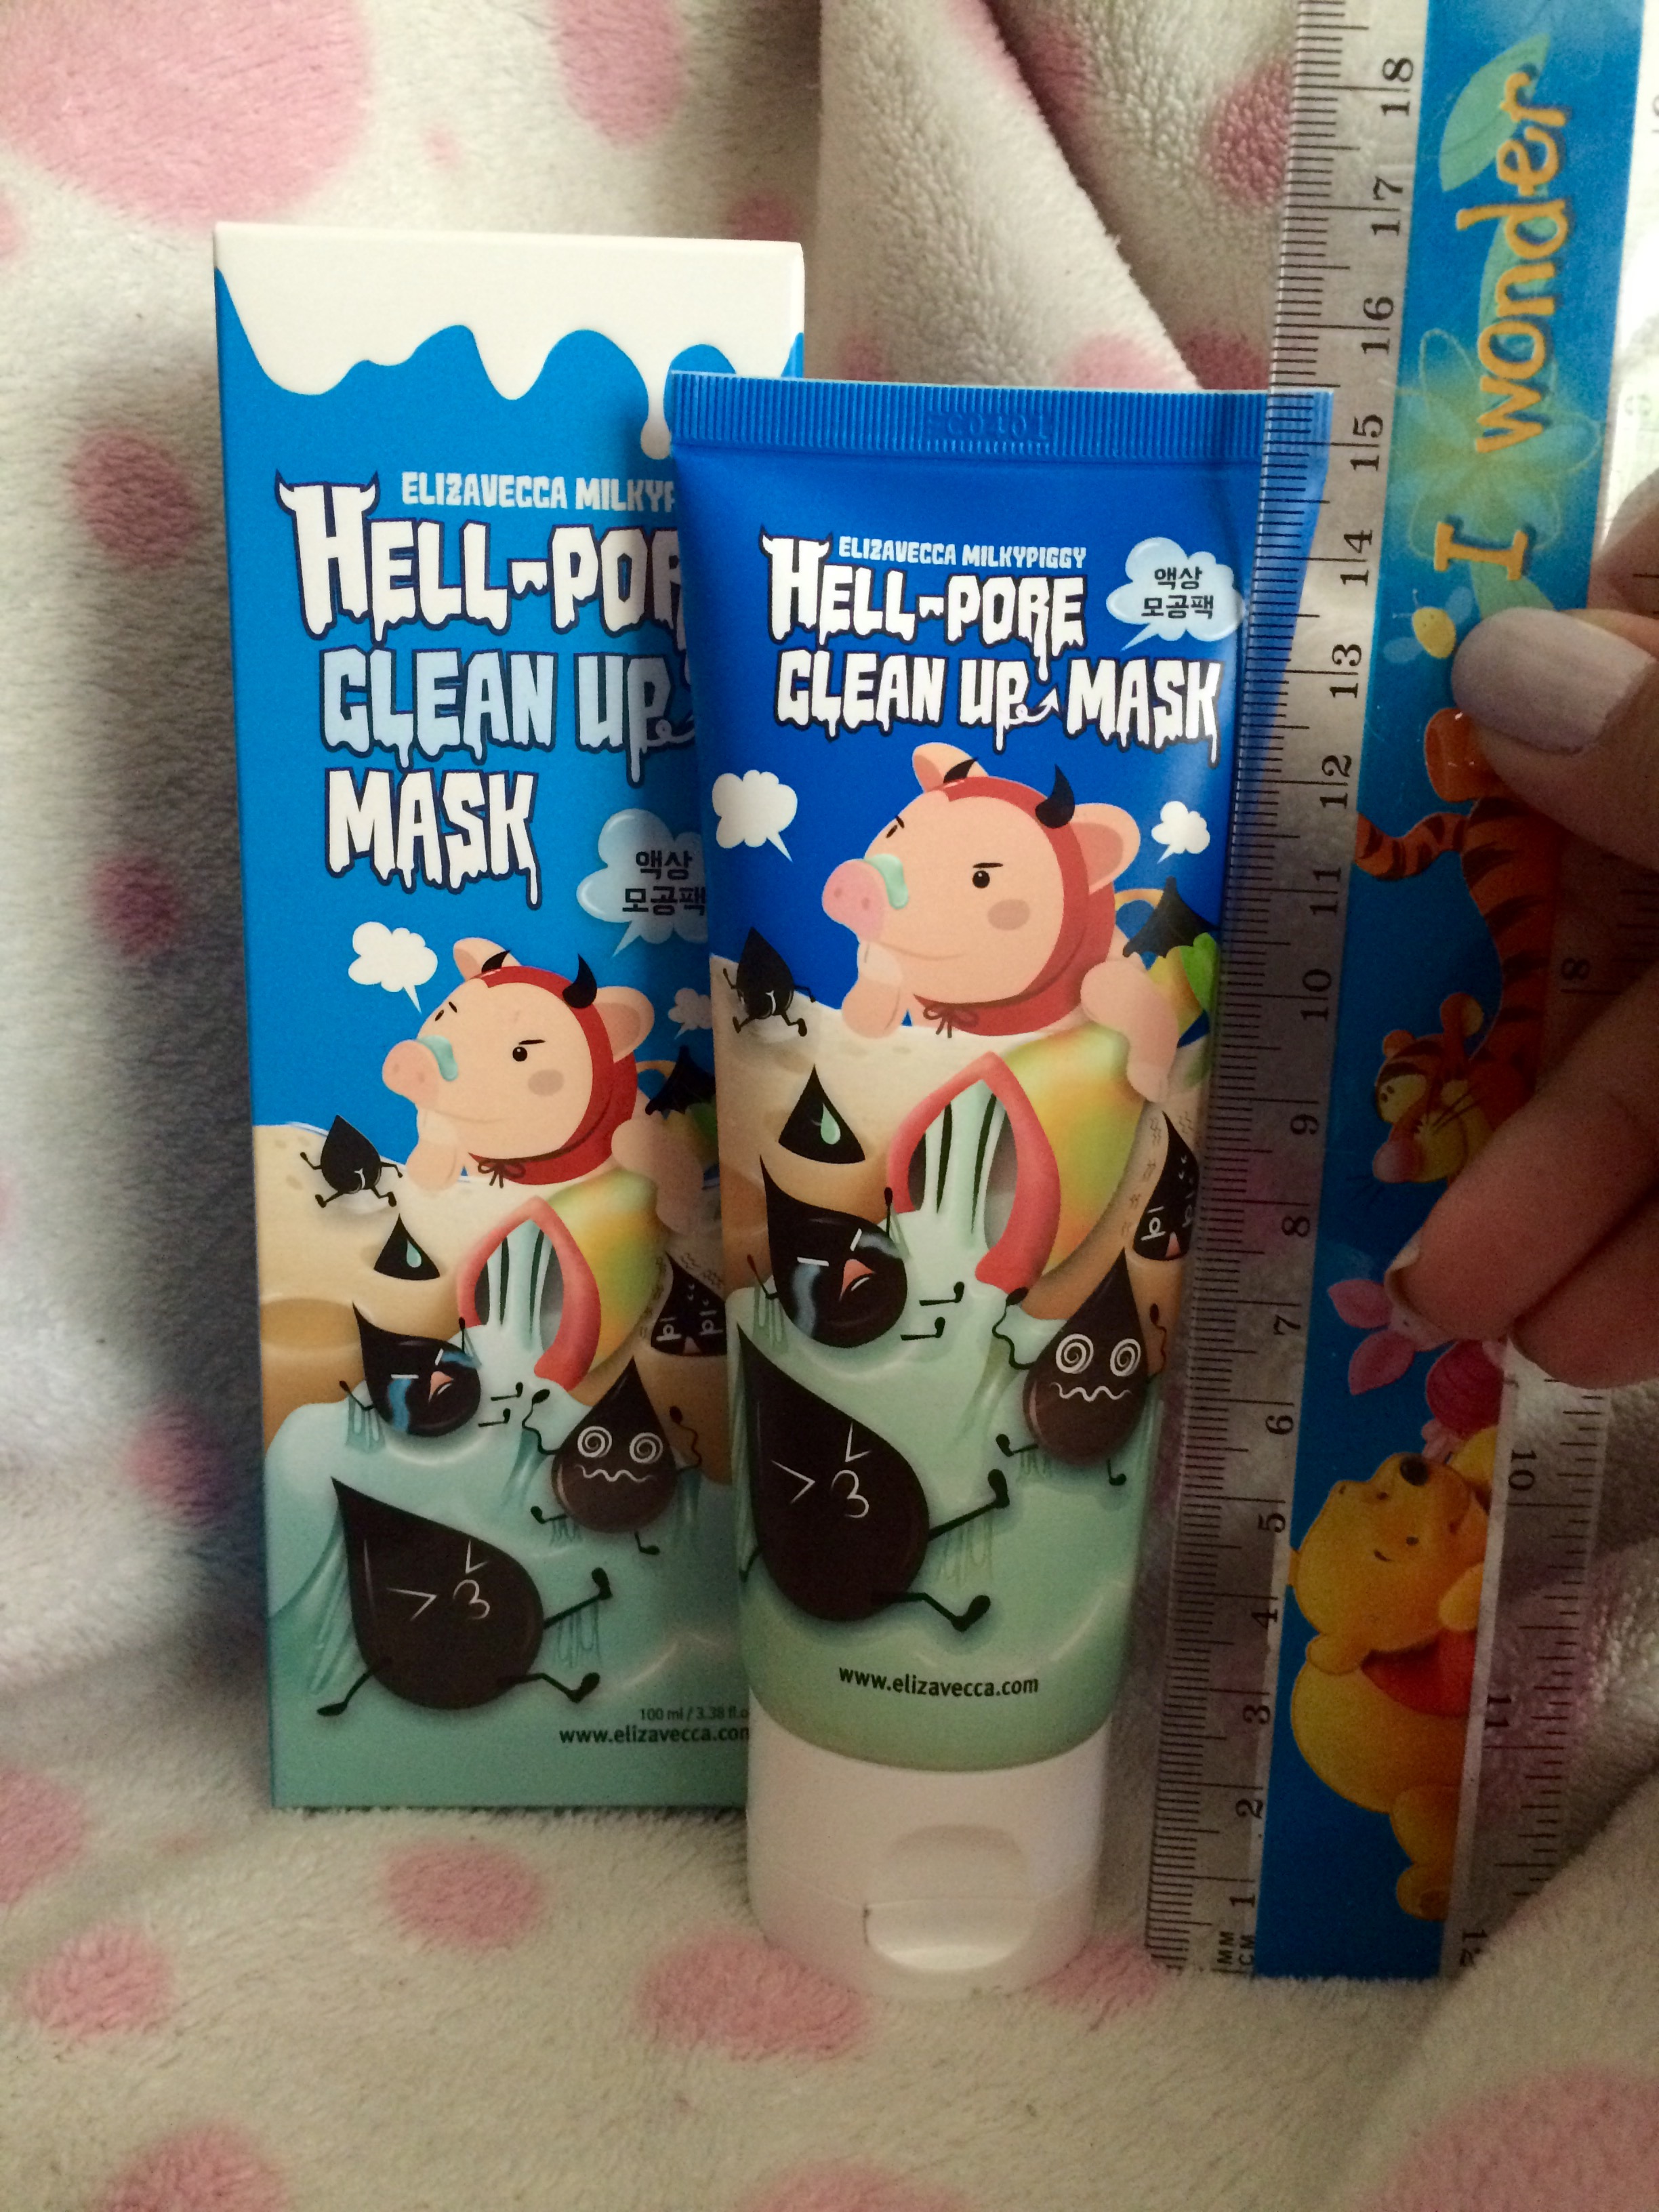 ELIZAVECCA
HELL-POR
CLEAN UP
MASK
액상
모공팩
100 ml / 3.38 fl.o
www.elizavecca.com
ELIZAVECCA MILKYPIGGY
HELL-PORE
CLEAN UP MASK
액상
모공팩
www.elizavecca.com
I wonder
18
17
16
15
14
13
12
11
10
9
8
7
6
5
4
3
2
1
MM
CM
8
10
11
12